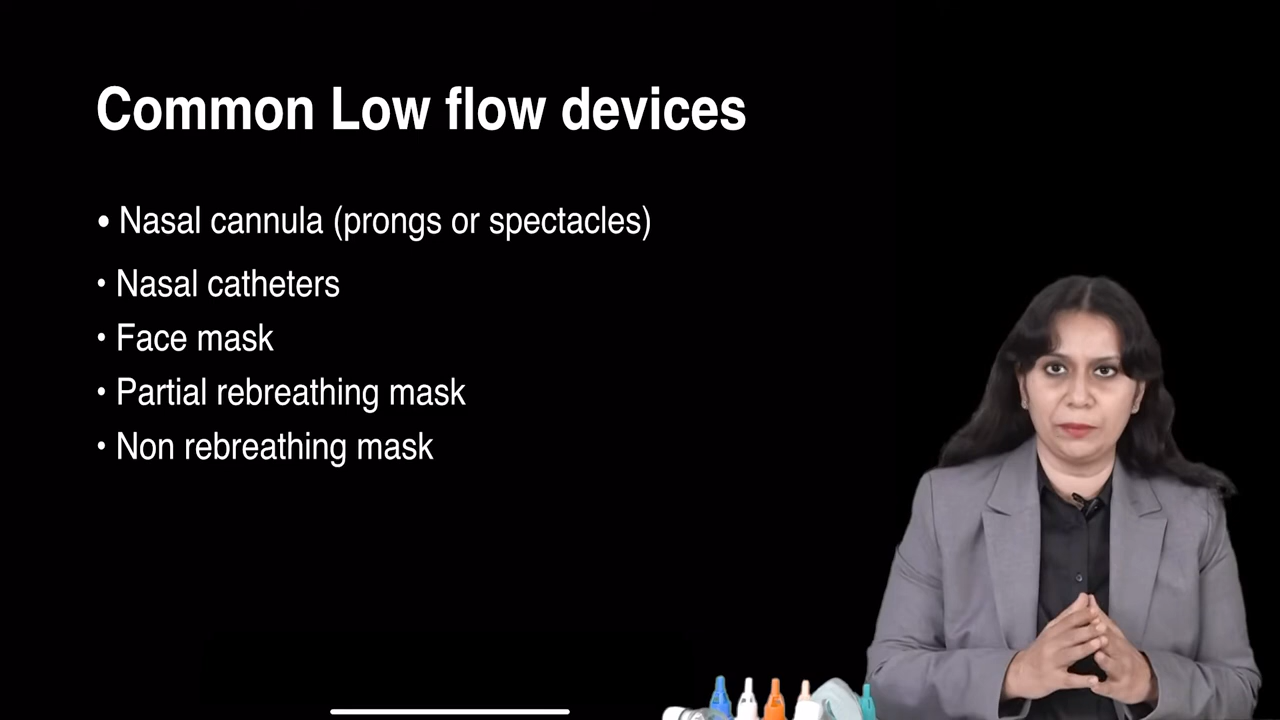 Common Low flow devices
• Nasal cannula (prongs or spectacles)
• Nasal catheters
• Face mask
• Partial rebreathing mask
• Non rebreathing mask